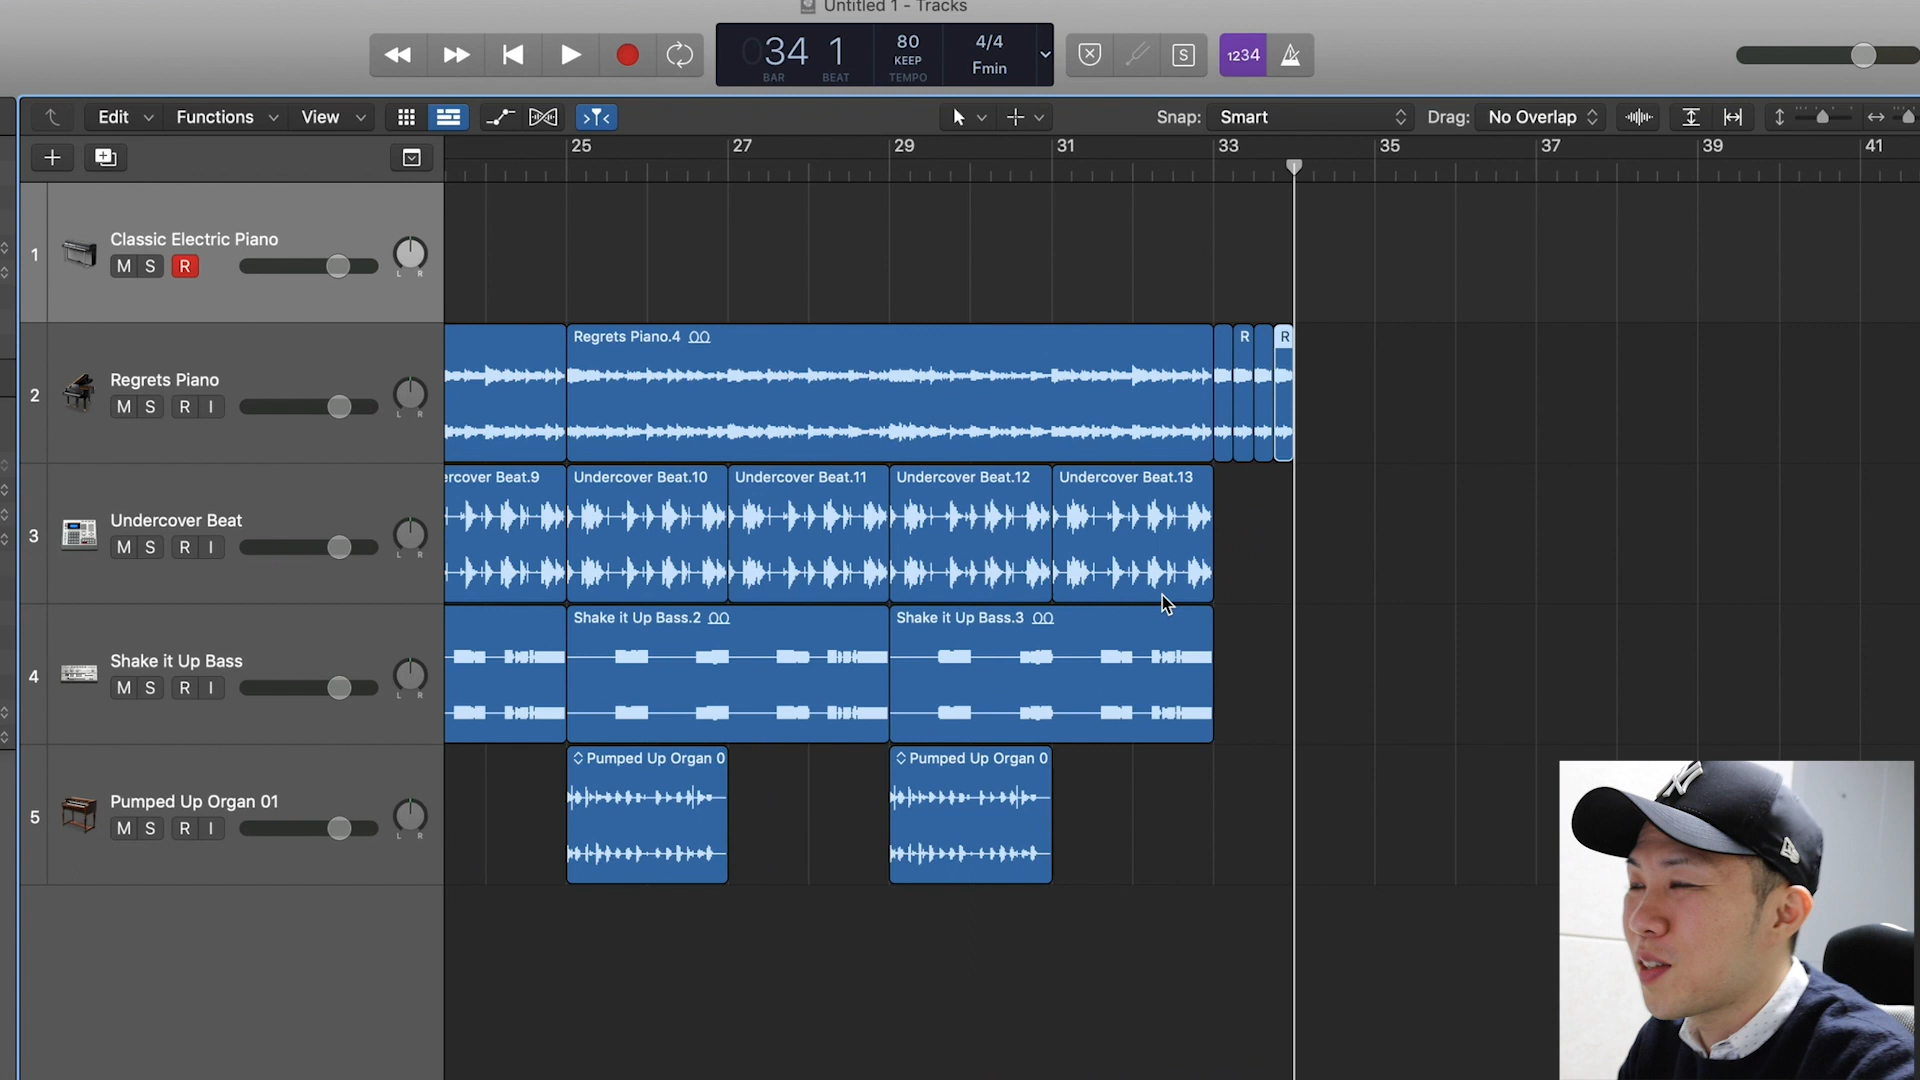 Untitled 1 - Tracks
34 1 80 4/4
KEEP Fmin
BAR BEAT TEMPO
S
1234
Edit Functions View Snap: Smart Drag: No Overlap
25 27 29 31 33 35 37 39 41
1 Classic Electric Piano
M S R
L R
2 Regrets Piano
M S R I
L R
Regrets Piano.4 R R
3 Undercover Beat
M S R I
L R
rcover Beat.9 Undercover Beat.10 Undercover Beat.11 Undercover Beat.12 Undercover Beat.13
4 Shake it Up Bass
M S R I
L R
Shake it Up Bass.2 Shake it Up Bass.3
5 Pumped Up Organ 01
M S R I
L R
Pumped Up Organ 0 Pumped Up Organ 0